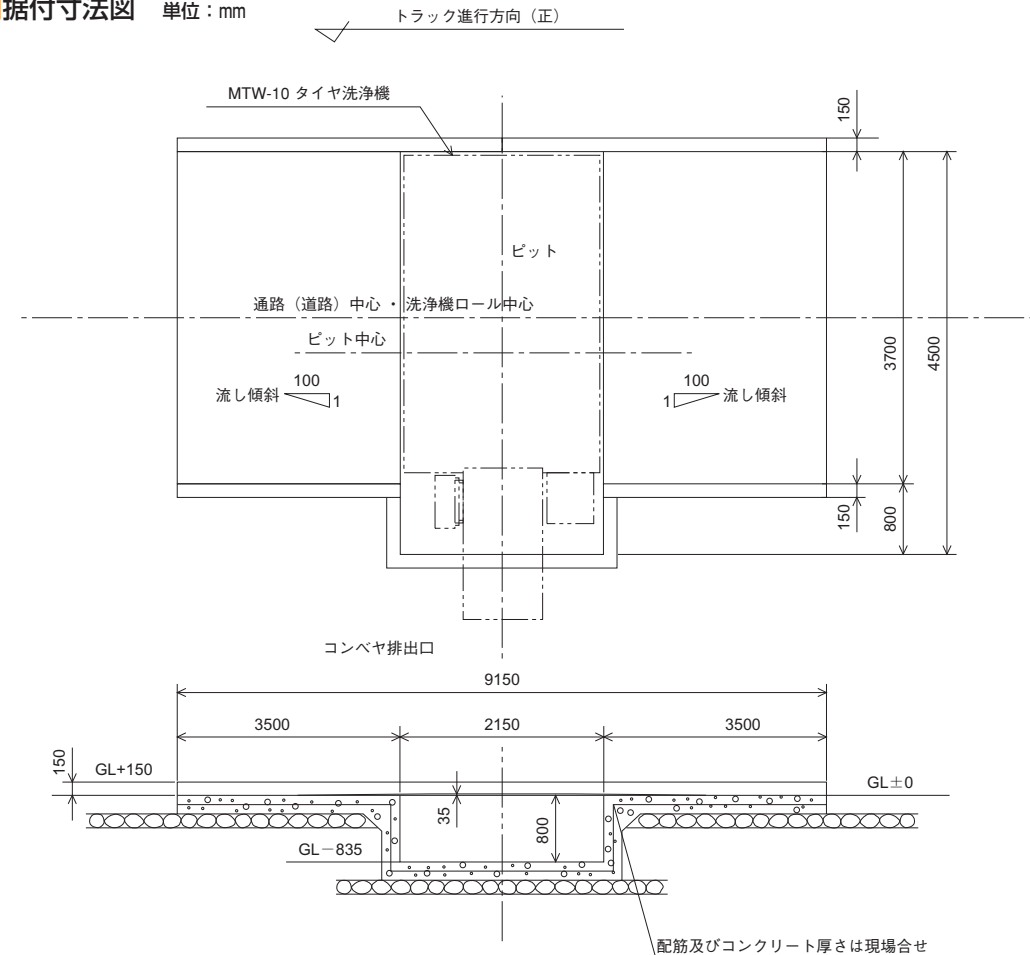 据付寸法図 単位：mm
トラック進行方向（正）
MTW-10 タイヤ洗浄機
150
ピット
通路（道路）中心 ・ 洗浄機ロール中心
ピット中心
3700
4500
流し傾斜
100
1
100
1
流し傾斜
150
800
コンベヤ排出口
9150
3500
2150
3500
150
GL+150
GL±0
35
800
GL－835
配筋及びコンクリート厚さは現場合せ